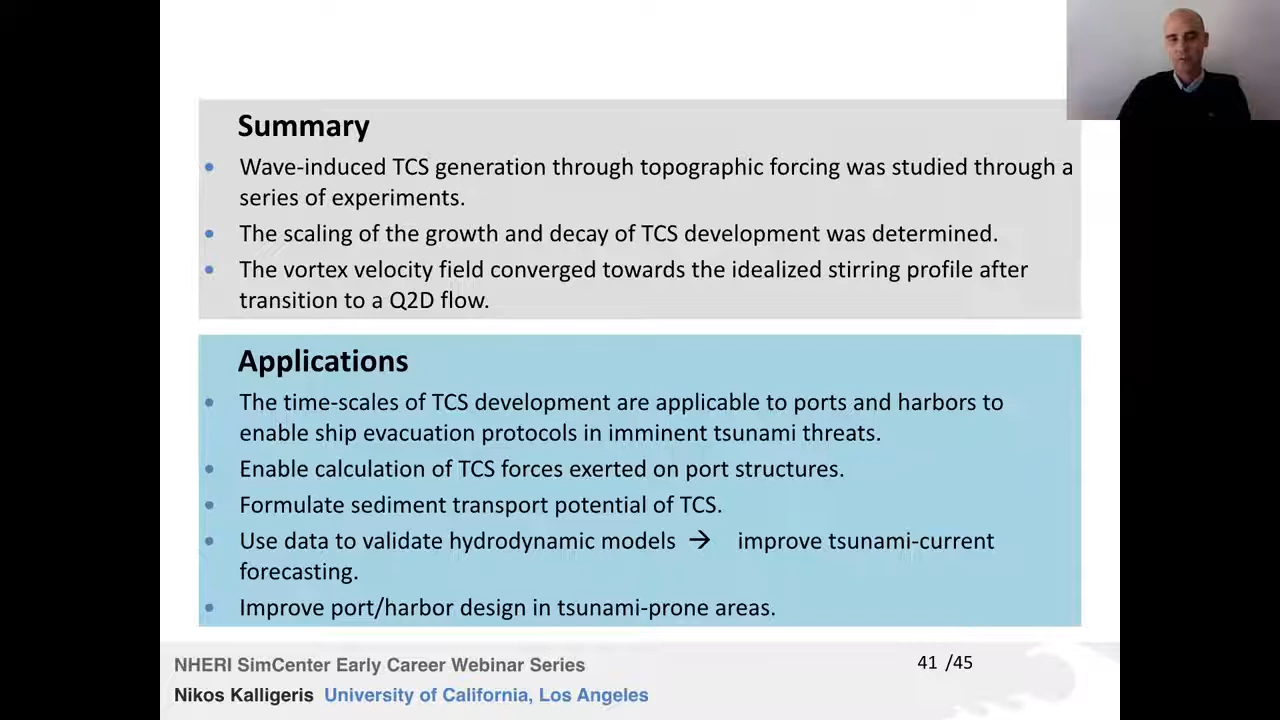 Summary
• Wave-induced TCS generation through topographic forcing was studied through a
series of experiments.
• The scaling of the growth and decay of TCS development was determined.
• The vortex velocity field converged towards the idealized stirring profile after
transition to a Q2D flow.
Applications
• The time-scales of TCS development are applicable to ports and harbors to
enable ship evacuation protocols in imminent tsunami threats.
• Enable calculation of TCS forces exerted on port structures.
• Formulate sediment transport potential of TCS.
• Use data to validate hydrodynamic models → improve tsunami-current
forecasting.
• Improve port/harbor design in tsunami-prone areas.
NHERI SimCenter Early Career Webinar Series
41 /45
Nikos Kalligeris University of California, Los Angeles